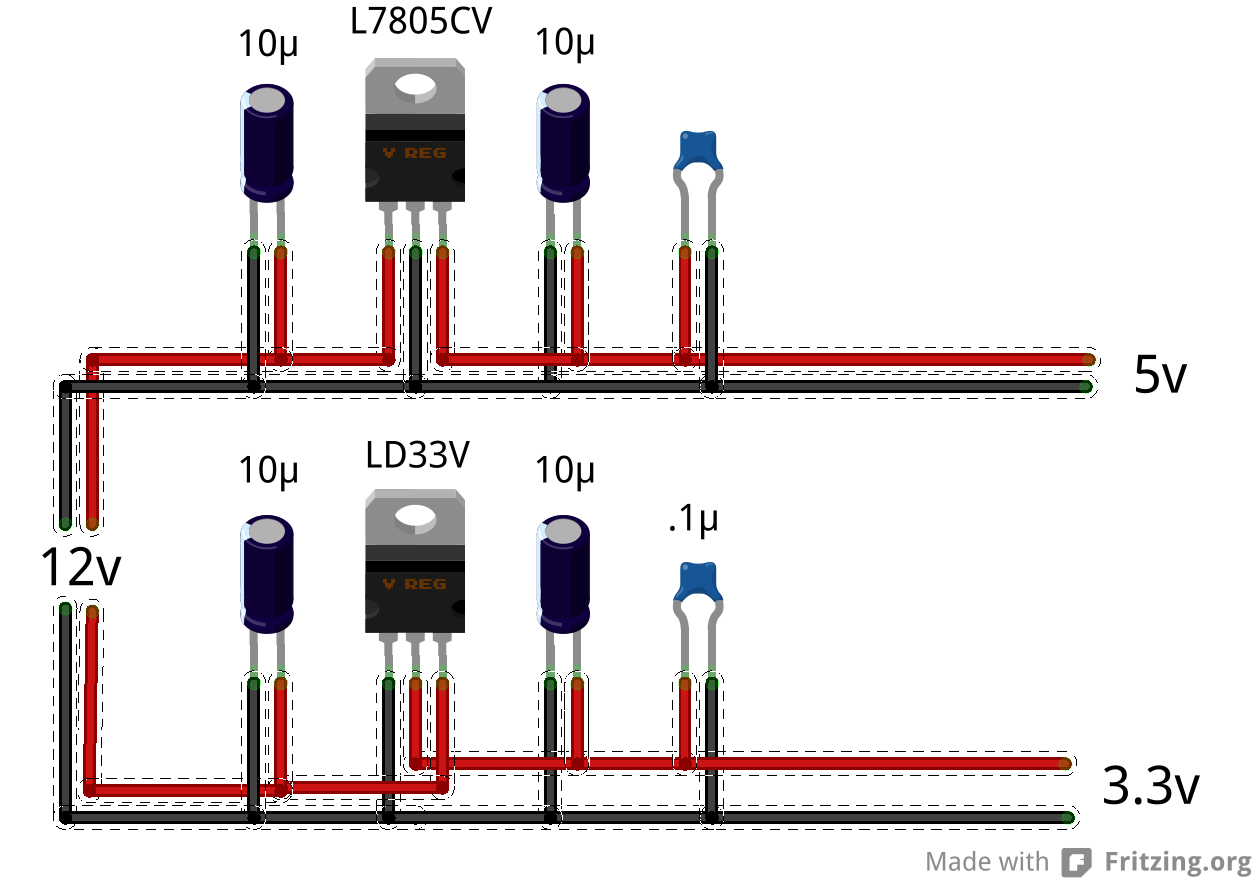 L7805CV
10µ
10µ
V REG
5v
LD33V
10µ
10µ
.1µ
12v
V REG
3.3v
Made with Fritzing.org